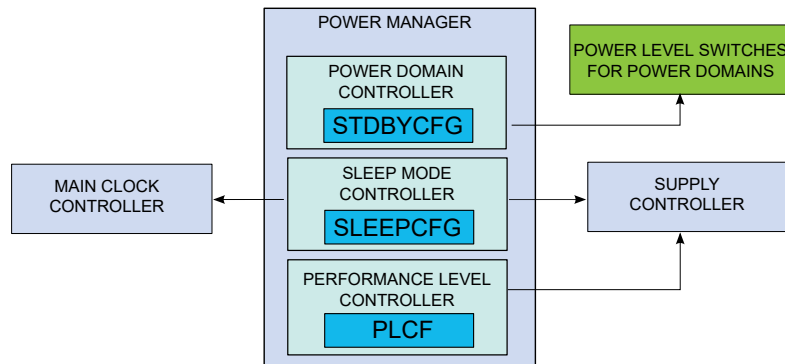 POWER MANAGER
POWER DOMAIN
CONTROLLER
STDBYCFG
POWER LEVEL SWITCHES
FOR POWER DOMAINS
MAIN CLOCK
CONTROLLER
SLEEP MODE
CONTROLLER
SLEEPCFG
SUPPLY
CONTROLLER
PERFORMANCE LEVEL
CONTROLLER
PLCF